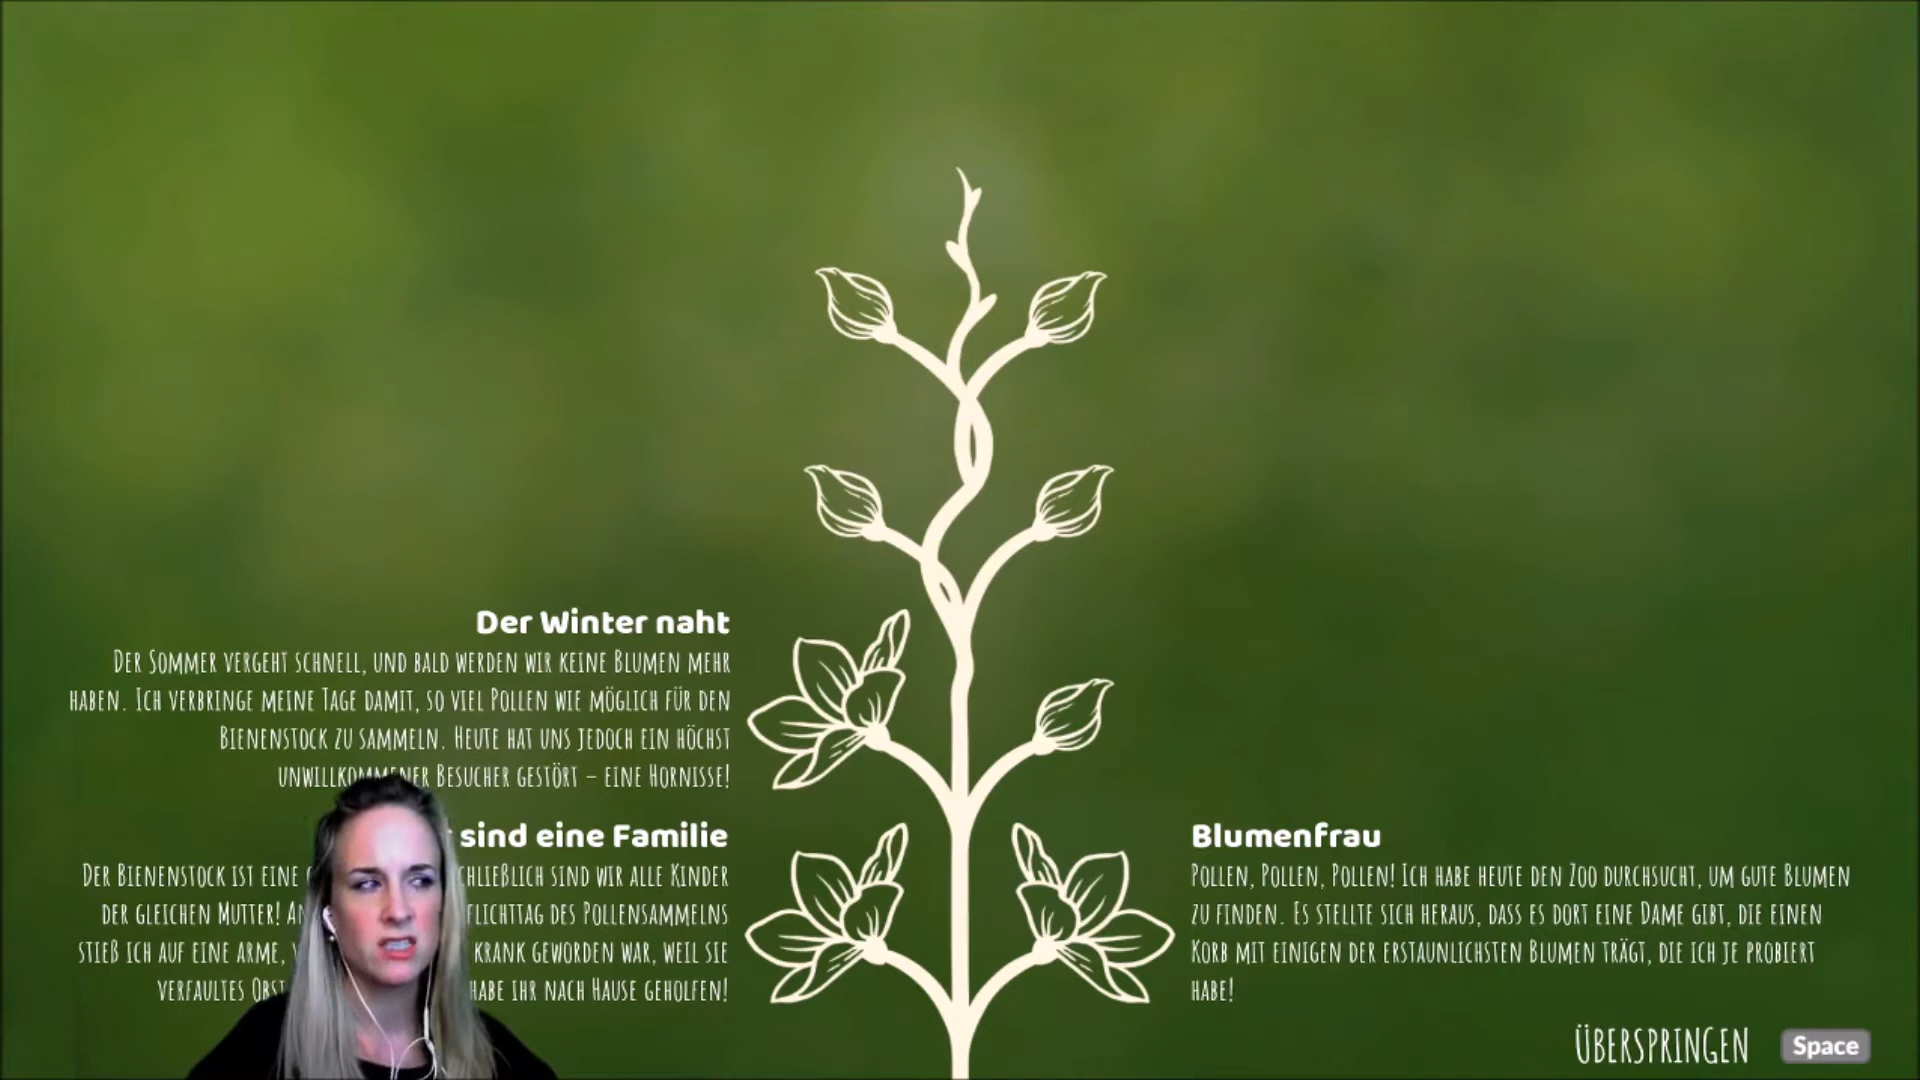 Der Winter naht
Der Sommer vergeht schnell, und bald werden wir keine Blumen mehr
haben. Ich verbringe meine Tage damit, so viel Pollen wie möglich für den
Bienenstock zu sammeln. Heute hat uns jedoch ein höchst
unwillkommener Besucher gestört – eine Hornisse!
sind eine Familie
Der Bienenstock ist eine
sind wir alle Kinder
der gleichen Mutter!
des Pollensammelns
stieß ich auf eine arme,
krank geworden war, weil sie
verfaultes
habe ihr nach Hause geholfen!
Blumenfrau
Pollen, Pollen, Pollen! Ich habe heute den Zoo durchsucht, um gute Blumen
zu finden. Es stellte sich heraus, dass es dort eine Dame gibt, die einen
Korb mit einigen der erstaunlichsten Blumen trägt, die ich je probiert
habe!
Überspringen Space